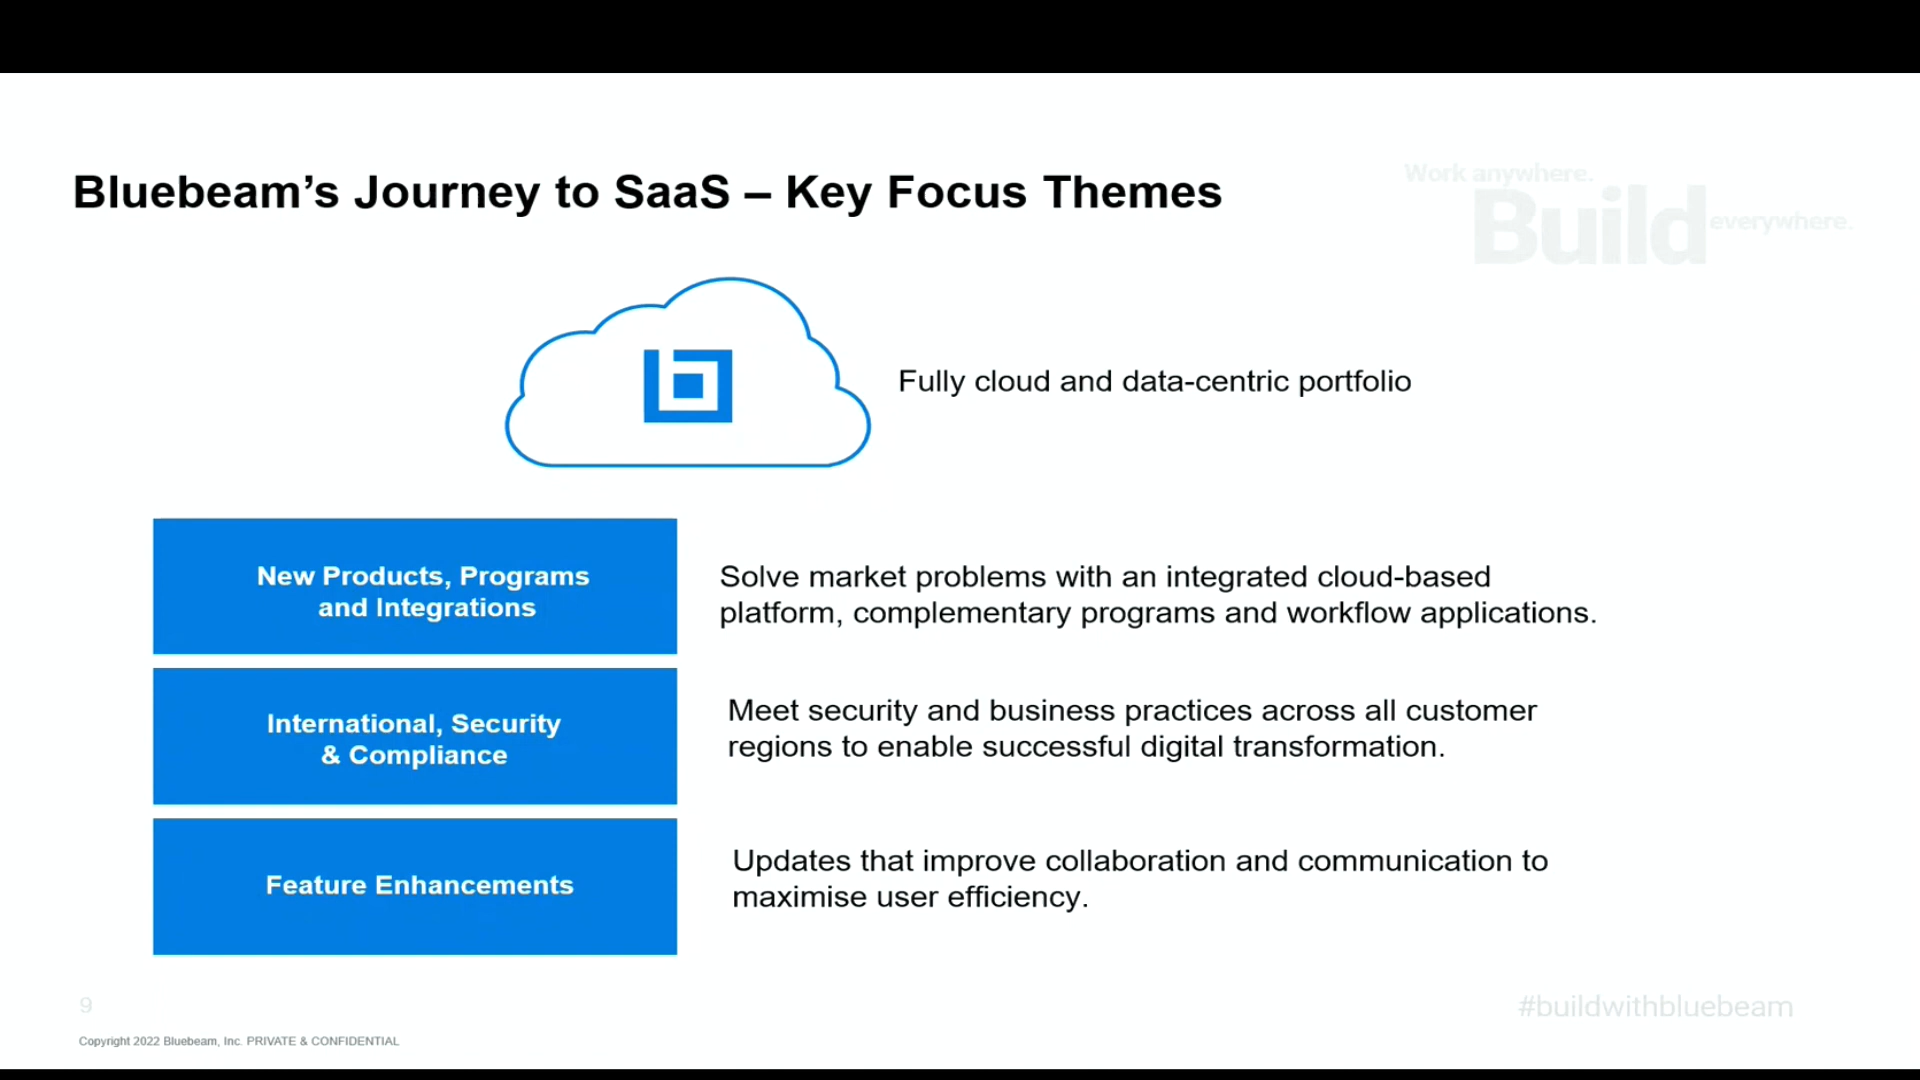 Bluebeam’s Journey to SaaS – Key Focus Themes
Work anywhere.
Build everywhere.
Fully cloud and data-centric portfolio
New Products, Programs
and Integrations
Solve market problems with an integrated cloud-based
platform, complementary programs and workflow applications.
International, Security
& Compliance
Meet security and business practices across all customer
regions to enable successful digital transformation.
Feature Enhancements
Updates that improve collaboration and communication to
maximise user efficiency.
9
#buildwithbluebeam
Copyright 2022 Bluebeam, Inc. PRIVATE & CONFIDENTIAL